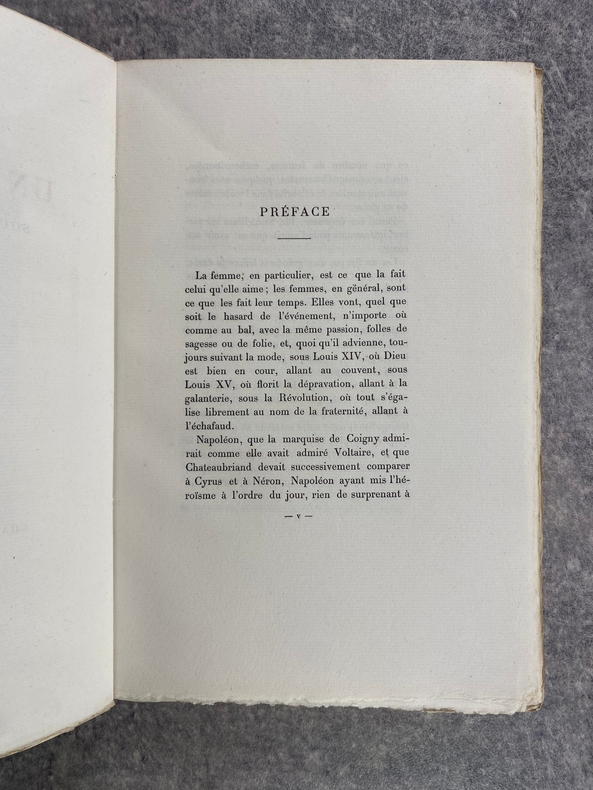 PRÉFACE
La femme, en particulier, est ce que la fait
celui qu'elle aime ; les femmes, en général, sont
ce que les fait leur temps. Elles vont, quel que
soit le hasard de l'événement, n'importe où
comme au bal, avec la même passion, folles de
sagesse ou de folie, et, quoi qu'il advienne, tou-
jours suivant la mode, sous Louis XIV, où Dieu
est bien en cour, allant au couvent, sous
Louis XV, où florit la dépravation, allant à la
galanterie, sous la Révolution, où tout s'éga-
lise librement au nom de la fraternité, allant à
l'échafaud.
Napoléon, que la marquise de Coigny admi-
rait comme elle avait admiré Voltaire, et que
Chateaubriand devait successivement comparer
à Cyrus et à Néron, Napoléon ayant mis l'hé-
roïsme à l'ordre du jour, rien de surprenant à
— v —